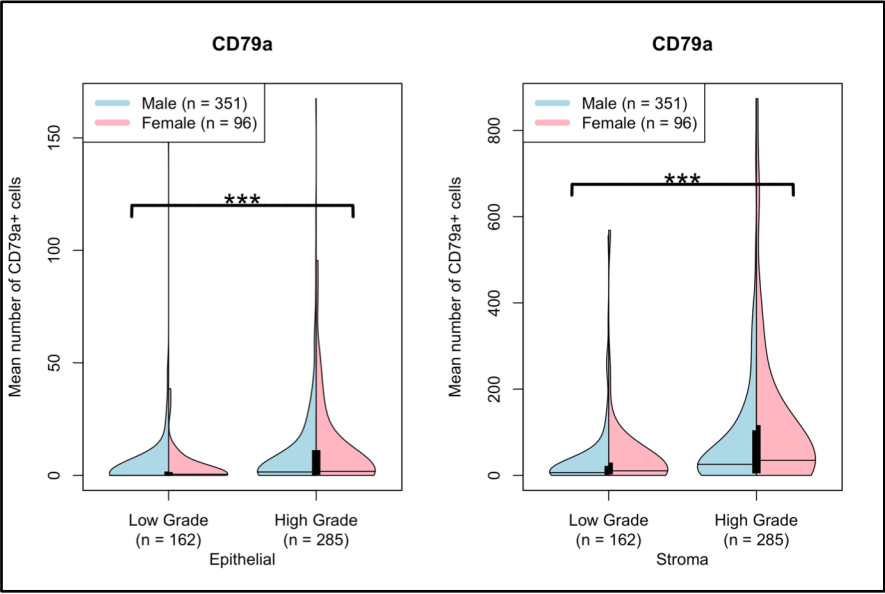 CD79a
Male (n = 351)
Female (n = 96)
***
Mean number of CD79a+ cells
150
100
50
0
Low Grade
(n = 162)
High Grade
(n = 285)
Epithelial
CD79a
Male (n = 351)
Female (n = 96)
***
Mean number of CD79a+ cells
800
600
400
200
0
Low Grade
(n = 162)
High Grade
(n = 285)
Stroma